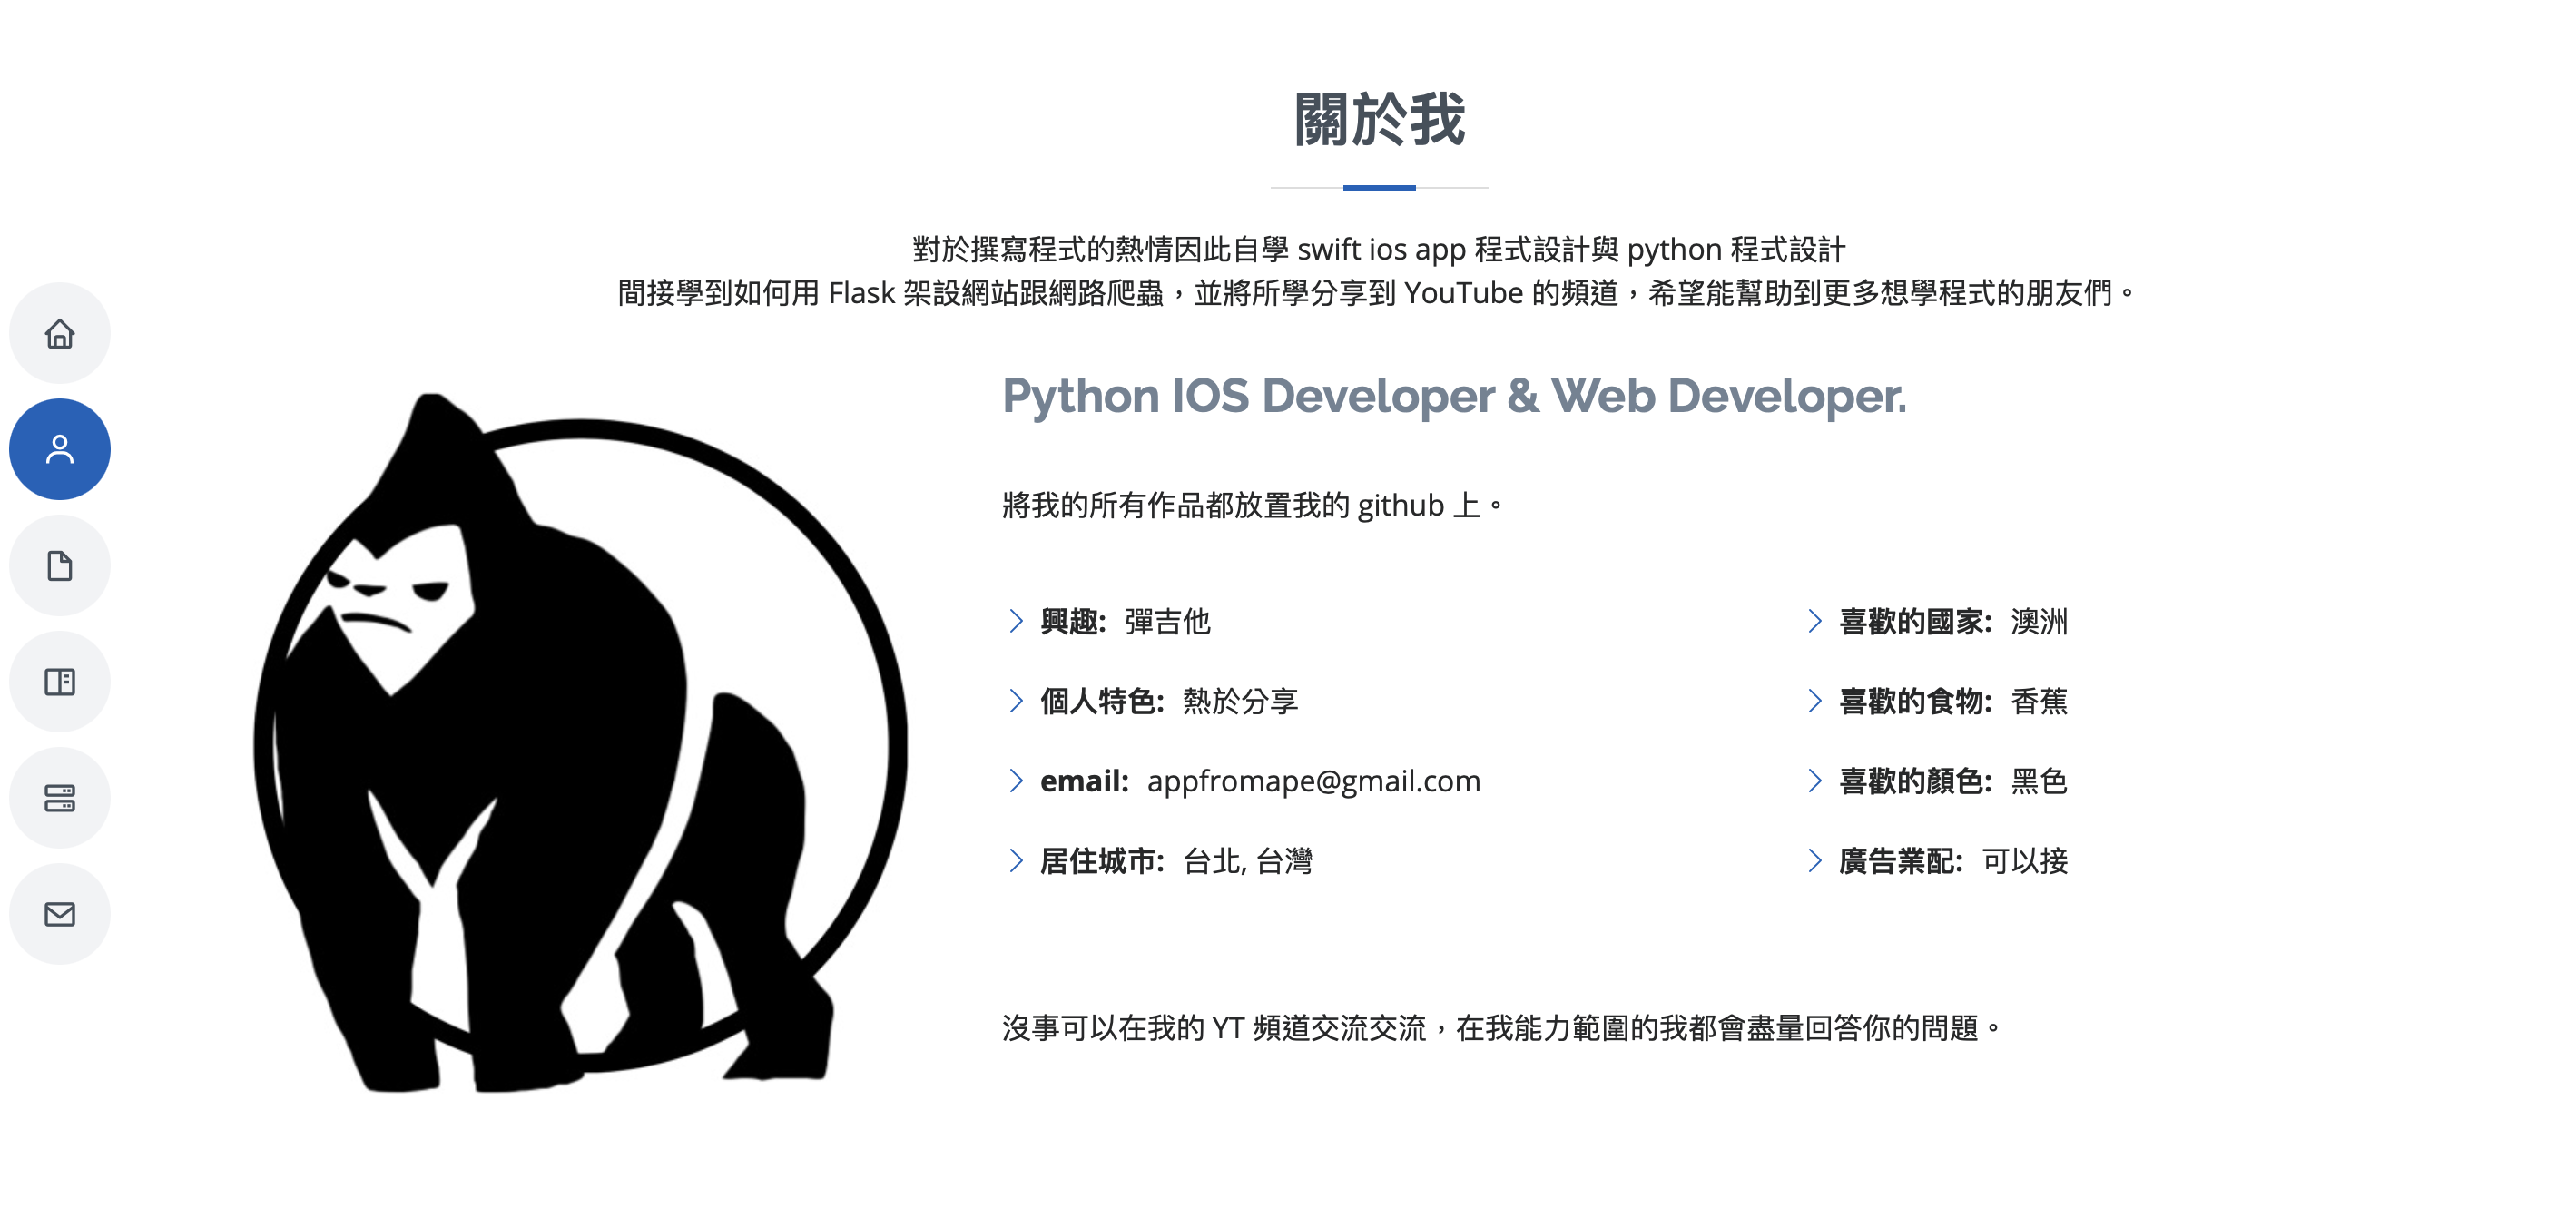 關於我
對於撰寫程式的熱情因此自學 swift ios app 程式設計與 python 程式設計
間接學到如何用 Flask 架設網站跟網路爬蟲，並將所學分享到 YouTube 的頻道，希望能幫助到更多想學程式的朋友們。
Python IOS Developer & Web Developer.
將我的所有作品都放置我的 github 上。
興趣: 彈吉他
個人特色: 熱於分享
email: appfromape@gmail.com
居住城市: 台北, 台灣
喜歡的國家: 澳洲
喜歡的食物: 香蕉
喜歡的顏色: 黑色
廣告業配: 可以接
沒事可以在我的 YT 頻道交流交流，在我能力範圍的我都會盡量回答你的問題。